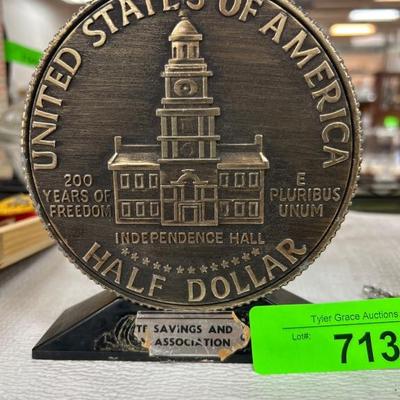 UNITED STATES OF AMERICA
200
YEARS OF
FREEDOM
E
PLURIBUS
UNUM
INDEPENDENCE HALL
HALF DOLLAR
SAVINGS AND
ASSOCIATION
Tyler Grace Auctions
Lot#:
713